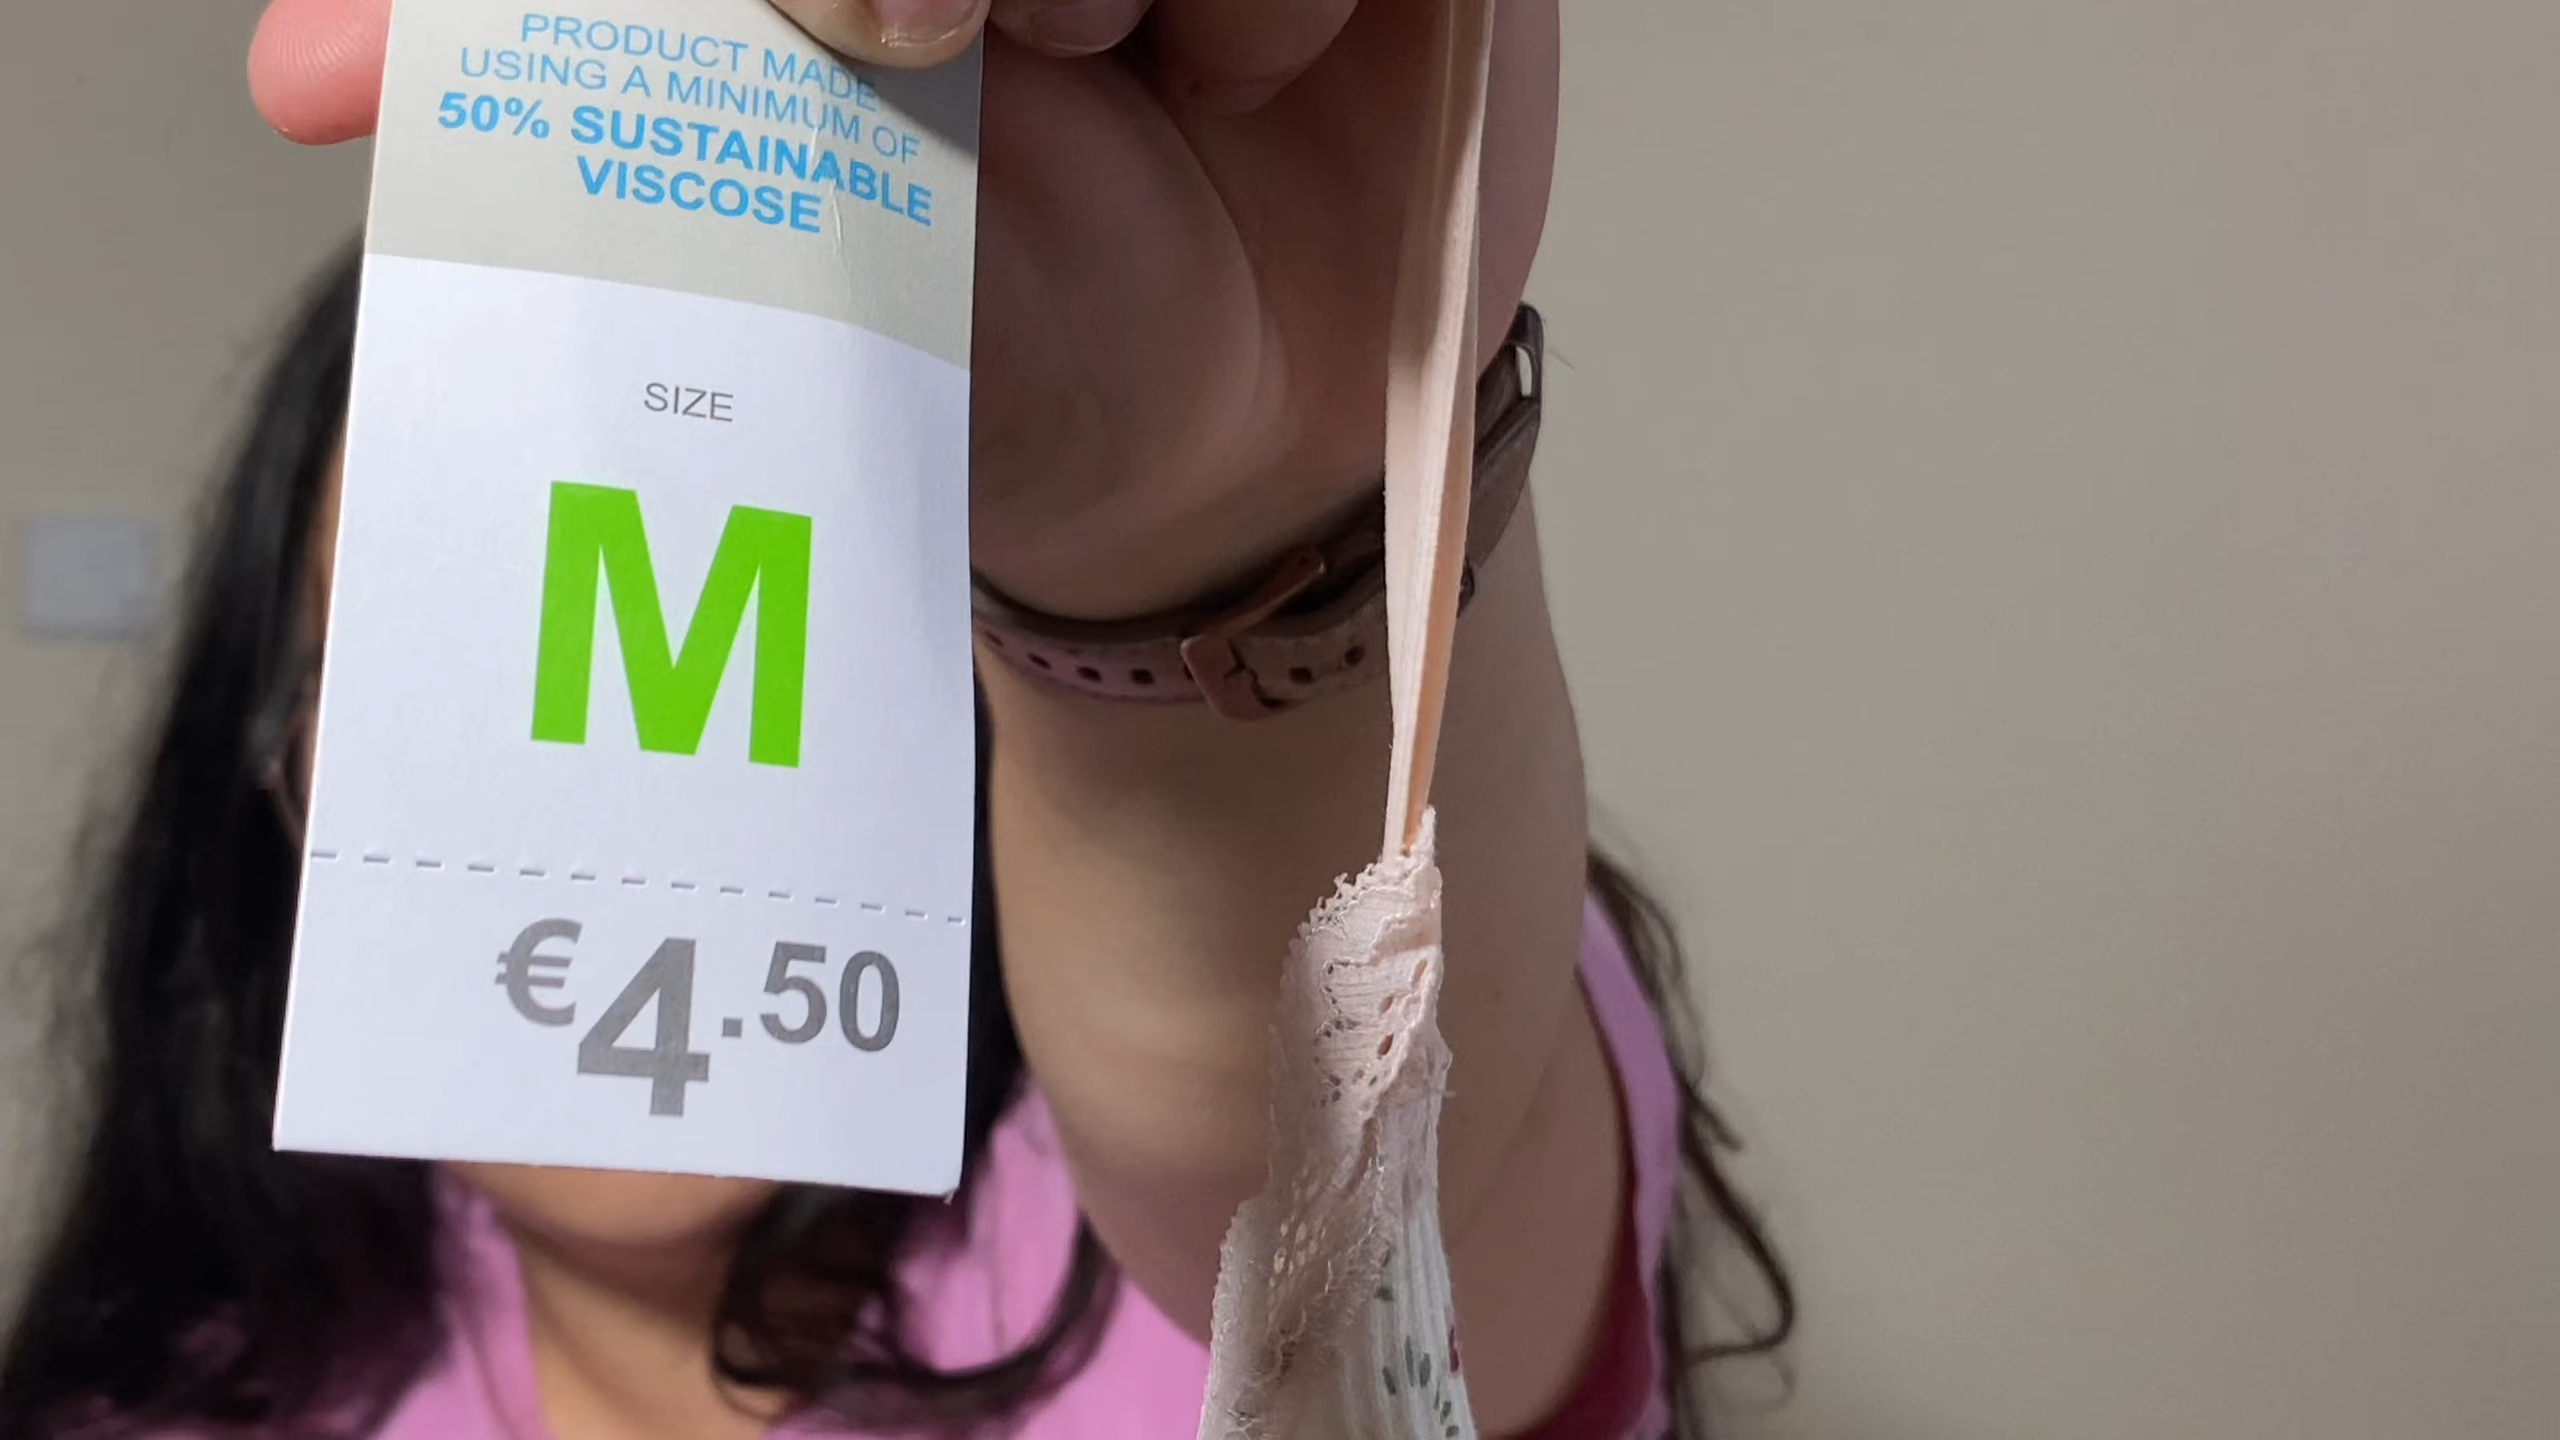 PRODUCT MADE
USING A MINIMUM OF
50% SUSTAINABLE
VISCOSE
SIZE
M
€4.50